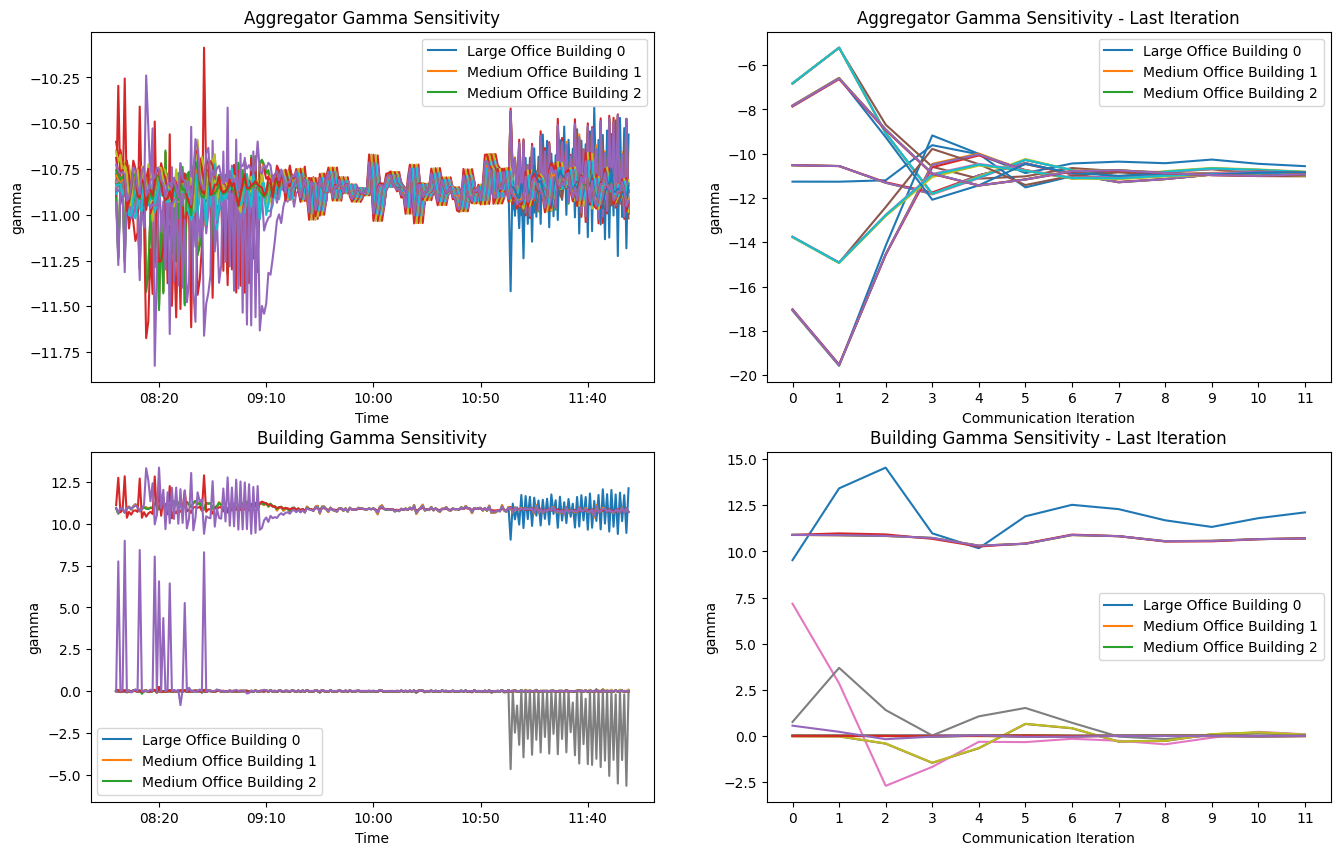 Aggregator Gamma Sensitivity
Large Office Building 0
Medium Office Building 1
Medium Office Building 2
−10.25
−10.50
−10.75
−11.00
−11.25
−11.50
−11.75
gamma
08:20
09:10
10:00
10:50
11:40
Time
Aggregator Gamma Sensitivity - Last Iteration
Large Office Building 0
Medium Office Building 1
Medium Office Building 2
−6
−8
−10
−12
−14
−16
−18
−20
gamma
0 1 2 3 4 5 6 7 8 9 10 11
Communication Iteration
Building Gamma Sensitivity
12.5
10.0
7.5
5.0
2.5
0.0
−2.5
−5.0
gamma
Large Office Building 0
Medium Office Building 1
Medium Office Building 2
08:20
09:10
10:00
10:50
11:40
Time
Building Gamma Sensitivity - Last Iteration
15.0
12.5
10.0
7.5
5.0
2.5
0.0
−2.5
gamma
Large Office Building 0
Medium Office Building 1
Medium Office Building 2
0 1 2 3 4 5 6 7 8 9 10 11
Communication Iteration